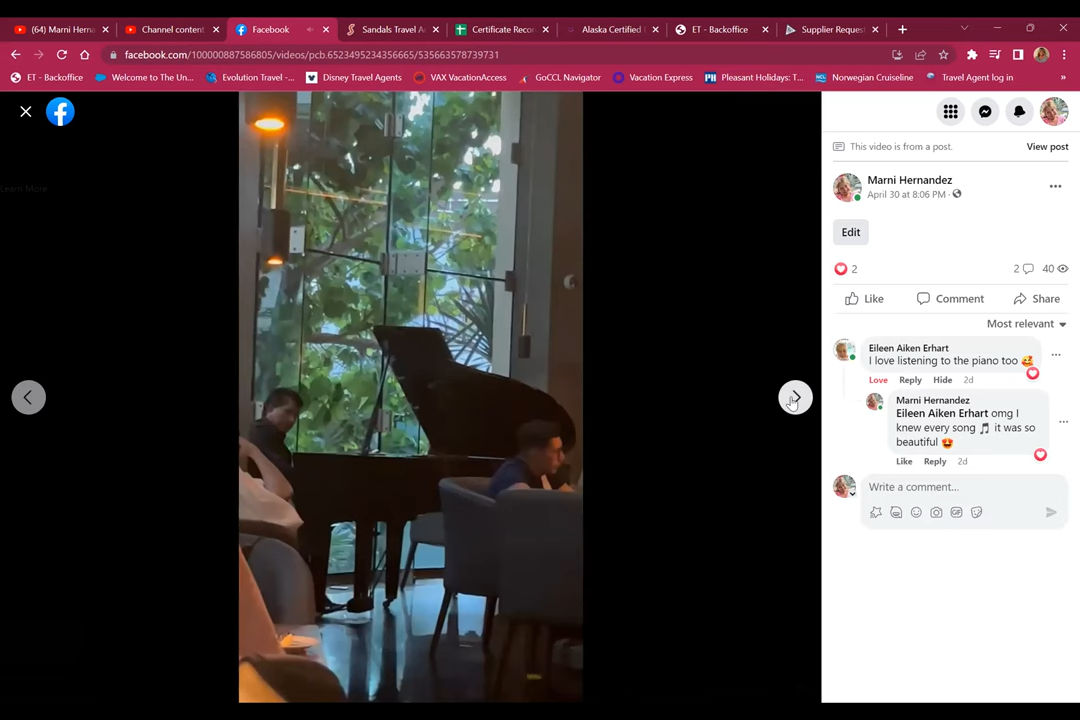 (64) Marni Herna
Channel content
Facebook
Sandals Travel A
Certificate Reco
Alaska Certified
ET - Backoffice
Supplier Reques
facebook.com/100000887586805/videos/pcb.6523495234356665/535663578739731
ET - Backoffice
Welcome to The Un...
Evolution Travel -...
Disney Travel Agents
VAX VacationAccess
GoCCL Navigator
Vacation Express
Pleasant Holidays: T...
Norwegian Cruiseline
Travel Agent log in
Learn More
This video is from a post.
View post
Marni Hernandez
April 30 at 8:06 PM ·
Edit
2
2
40
Like
Comment
Share
Most relevant
Eileen Aiken Erhart
I love listening to the piano too 🥰
Love Reply Hide 2d
Marni Hernandez
Eileen Aiken Erhart omg I
knew every song 🎵 it was so
beautiful 😍
Like Reply 2d
Write a comment...
GIF